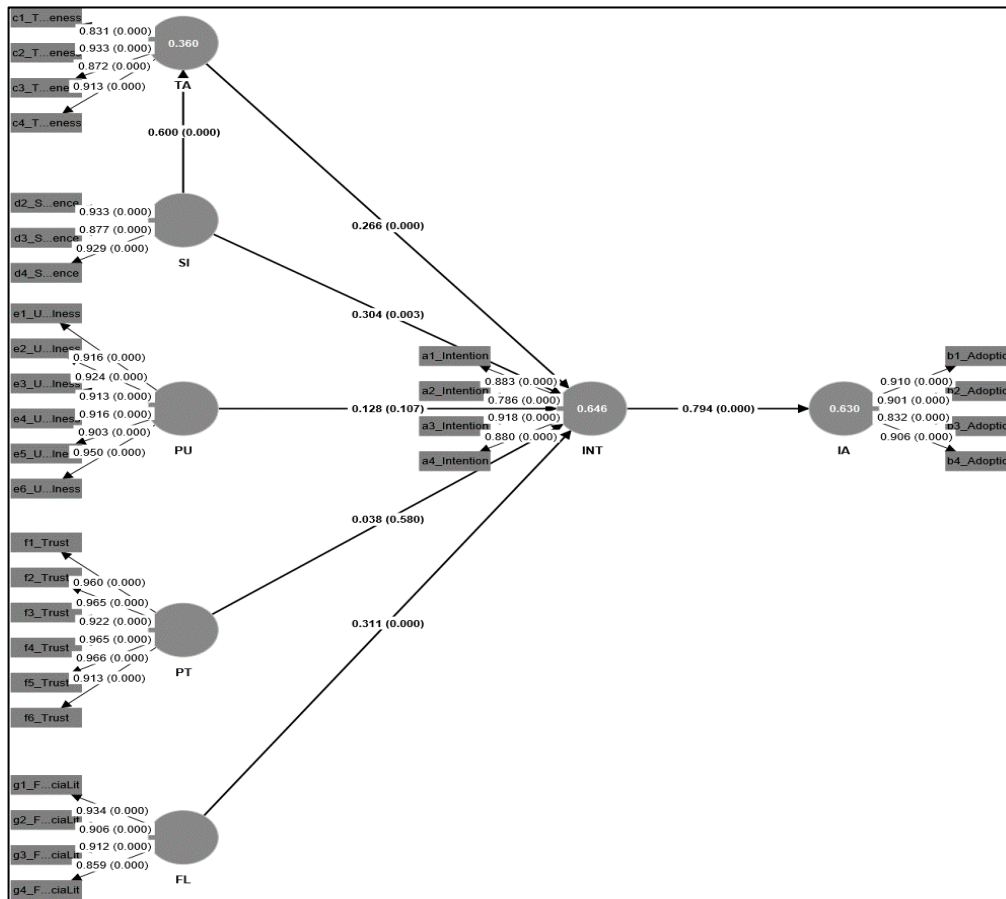 c1_T...eness
0.831 (0.000)
0.360
c2_T...eness
0.933 (0.000)
0.872 (0.000)
c3_T...ene
0.913 (0.000)
TA
c4_T...eness
0.600 (0.000)
d2_S...ence
0.933 (0.000)
0.877 (0.000)
d3_S...ence
0.929 (0.000)
d4_S...ence
SI
0.266 (0.000)
0.304 (0.003)
e1_U...lness
e2_U...lness
0.916 (0.000)
0.924 (0.000)
e3_U...lness
0.913 (0.000)
e4_U...lness
0.916 (0.000)
0.903 (0.000)
e5_U...lne
0.950 (0.000)
e6_U...lness
PU
0.128 (0.107)
a1_Intention
0.883 (0.000)
a2_Intention
0.786 (0.000)
0.918 (0.000)
a3_Intention
0.880 (0.000)
a4_Intention
0.646
INT
0.794 (0.000)
0.630
IA
b1_Adoptic
0.910 (0.000)
0.901 (0.000)
b2_Adoptic
0.832 (0.000)
b3_Adoptic
0.906 (0.000)
b4_Adoptic
0.038 (0.580)
f1_Trust
0.960 (0.000)
f2_Trust
0.965 (0.000)
f3_Trust
0.922 (0.000)
0.965 (0.000)
f4_Trust
0.966 (0.000)
f5_Trust
0.913 (0.000)
f6_Trust
PT
0.311 (0.000)
g1_F...ciaLit
0.934 (0.000)
g2_F...ciaLit
0.906 (0.000)
0.912 (0.000)
g3_F...ciaLit
0.859 (0.000)
g4_F...ciaLit
FL